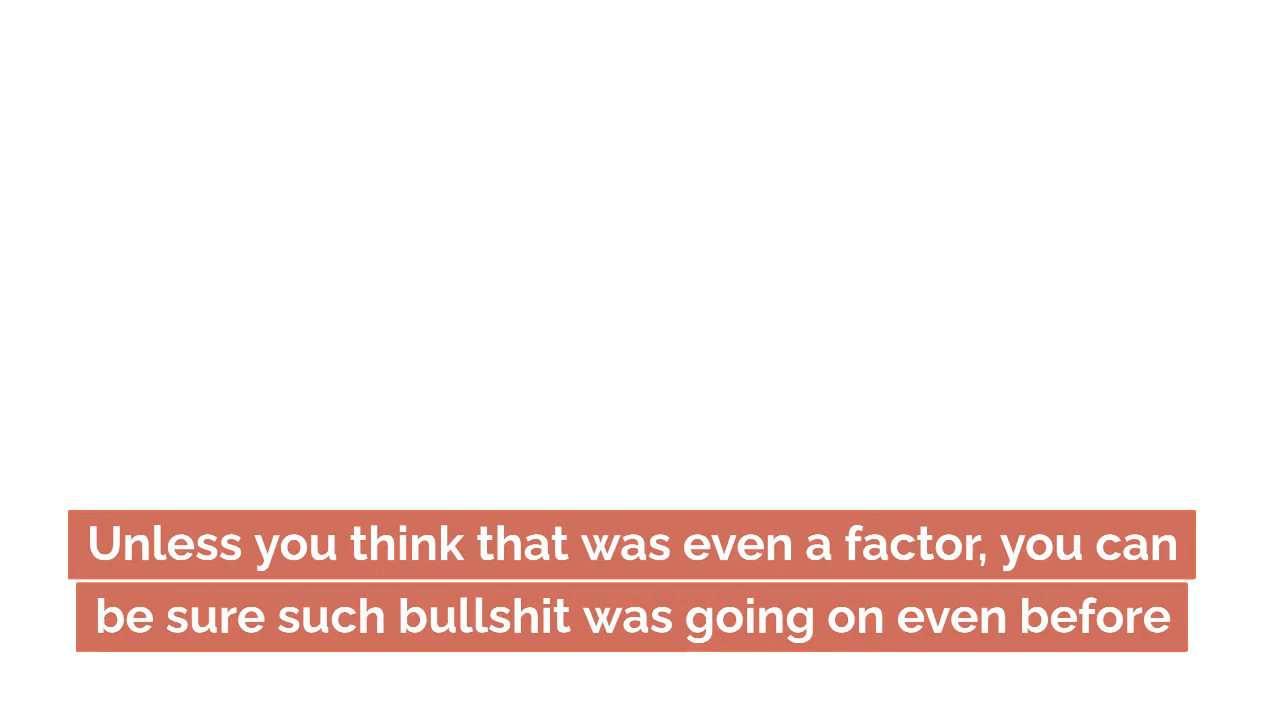 Unless you think that was even a factor, you can
be sure such bullshit was going on even before